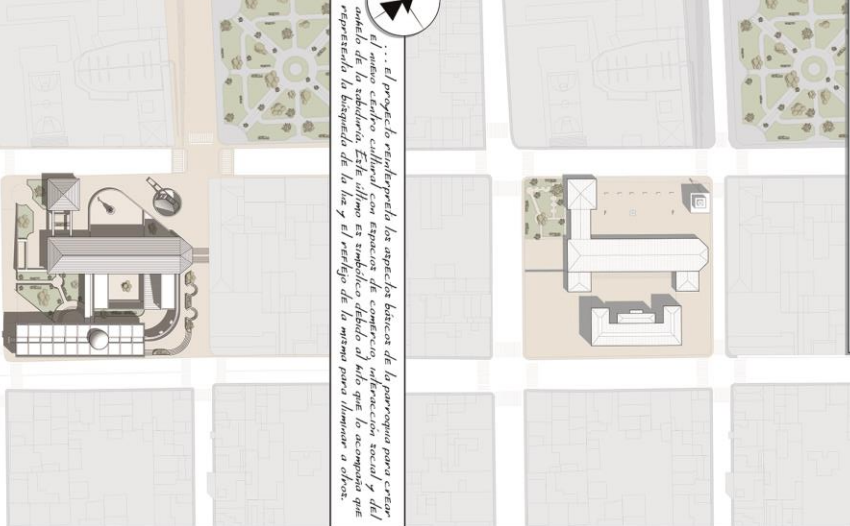 ...El proyecto reinterpreta los aspectos básicos de la parroquia para crear
el nuevo centro cultural con espacios de comercio, interacción social y del
anhelo de la sabiduría. Este último es simbólico debido al hito que lo acompaña que
representa la búsqueda de la luz y el reflejo de la misma para iluminar a otros.